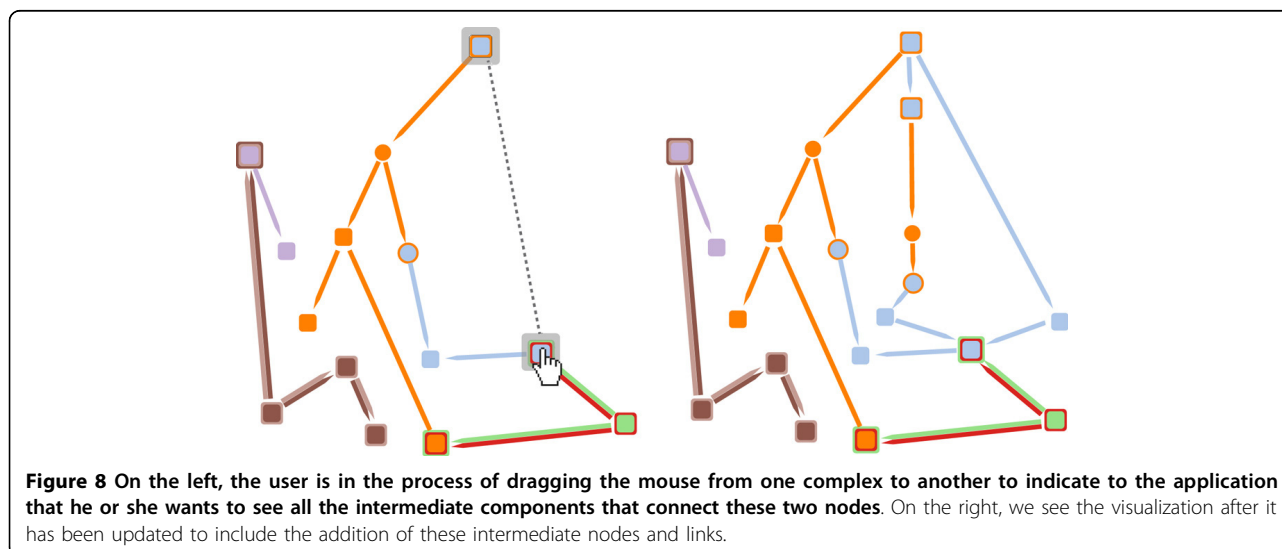 Figure 8 On the left, the user is in the process of dragging the mouse from one complex to another to indicate to the application
that he or she wants to see all the intermediate components that connect these two nodes. On the right, we see the visualization after it
has been updated to include the addition of these intermediate nodes and links.